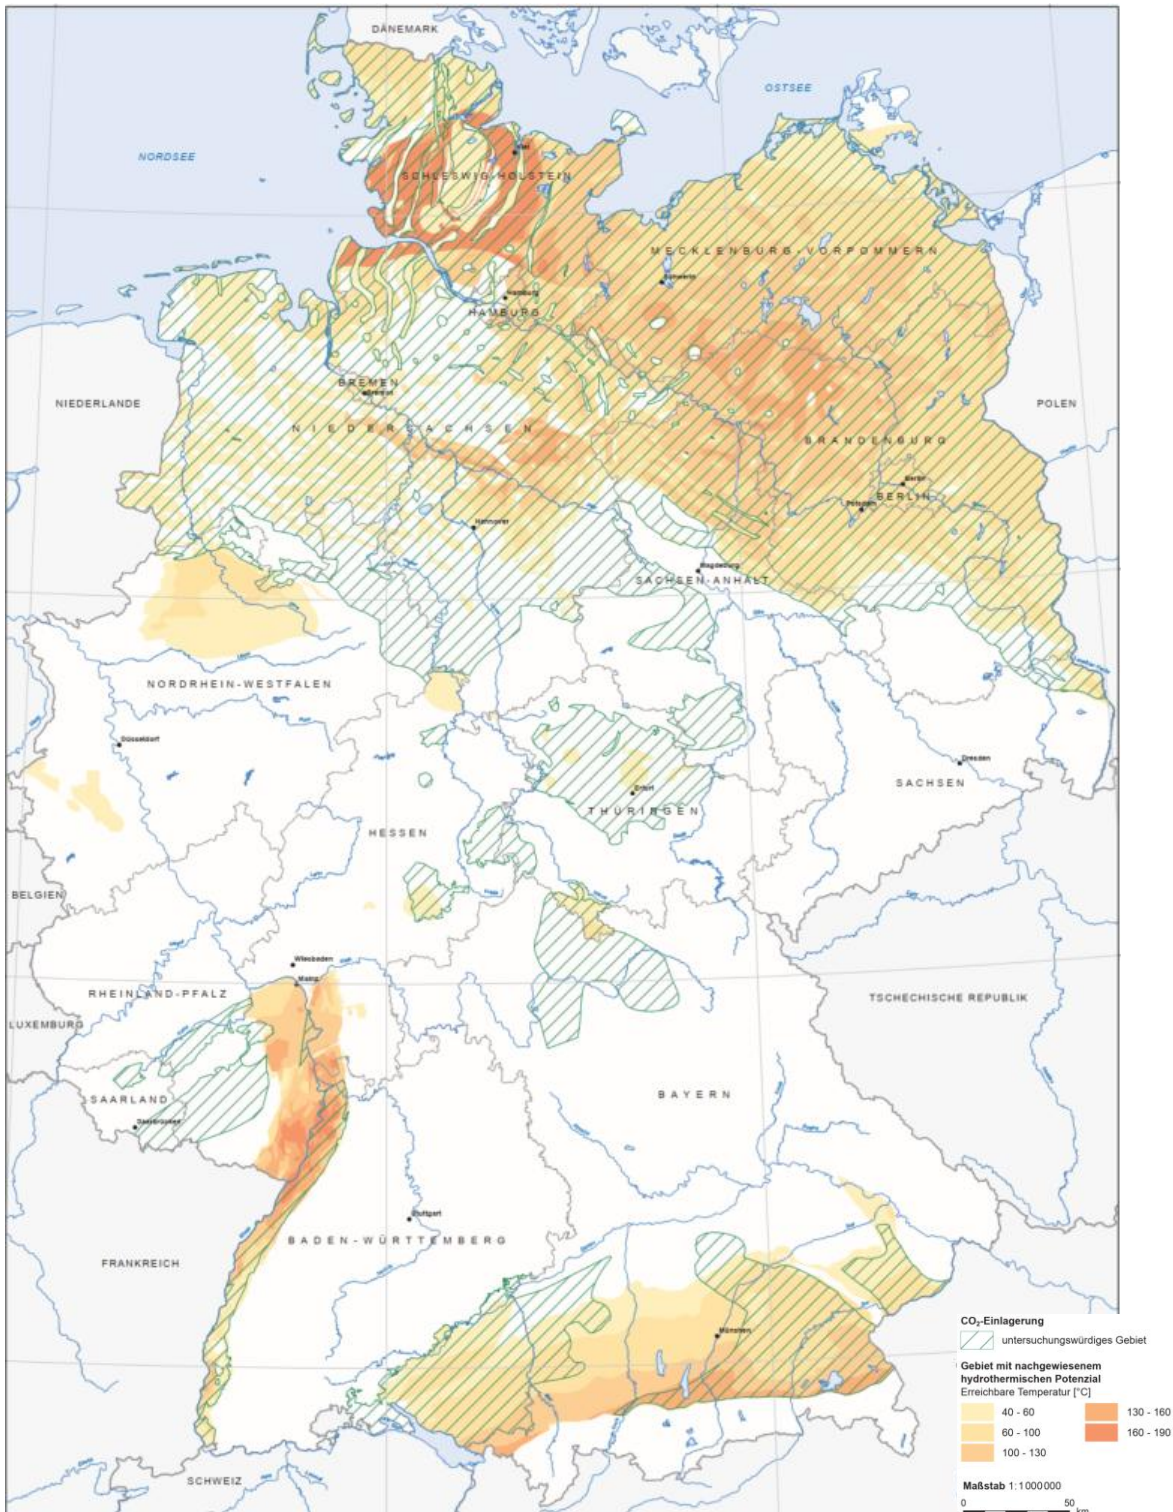 DÄNEMARK
OSTSEE
NORDSEE
Kiel
SCHLESWIG-HOLSTEIN
MECKLENBURG-VORPOMMERN
Schwerin
Hamburg
HAMBURG
BREMEN
Bremen
NIEDERLANDE
POLEN
NIEDERSACHSEN
BRANDENBURG
Berlin
BERLIN
Potsdam
Hannover
Magdeburg
SACHSEN-ANHALT
NORDRHEIN-WESTFALEN
Düsseldorf
Dresden
SACHSEN
Erfurt
THÜRINGEN
HESSEN
BELGIEN
Wiesbaden
Mainz
RHEINLAND-PFALZ
TSCHECHISCHE REPUBLIK
LUXEMBURG
BAYERN
SAARLAND
Saarbrücken
Stuttgart
BADEN-WÜRTTEMBERG
FRANKREICH
München
SCHWEIZ
CO₂-Einlagerung
untersuchungswürdiges Gebiet
Gebiet mit nachgewiesenem
hydrothermischen Potenzial
Erreichbare Temperatur [°C]
40 - 60
130 - 160
60 - 100
160 - 190
100 - 130
Maßstab 1:1000000
0 50
km